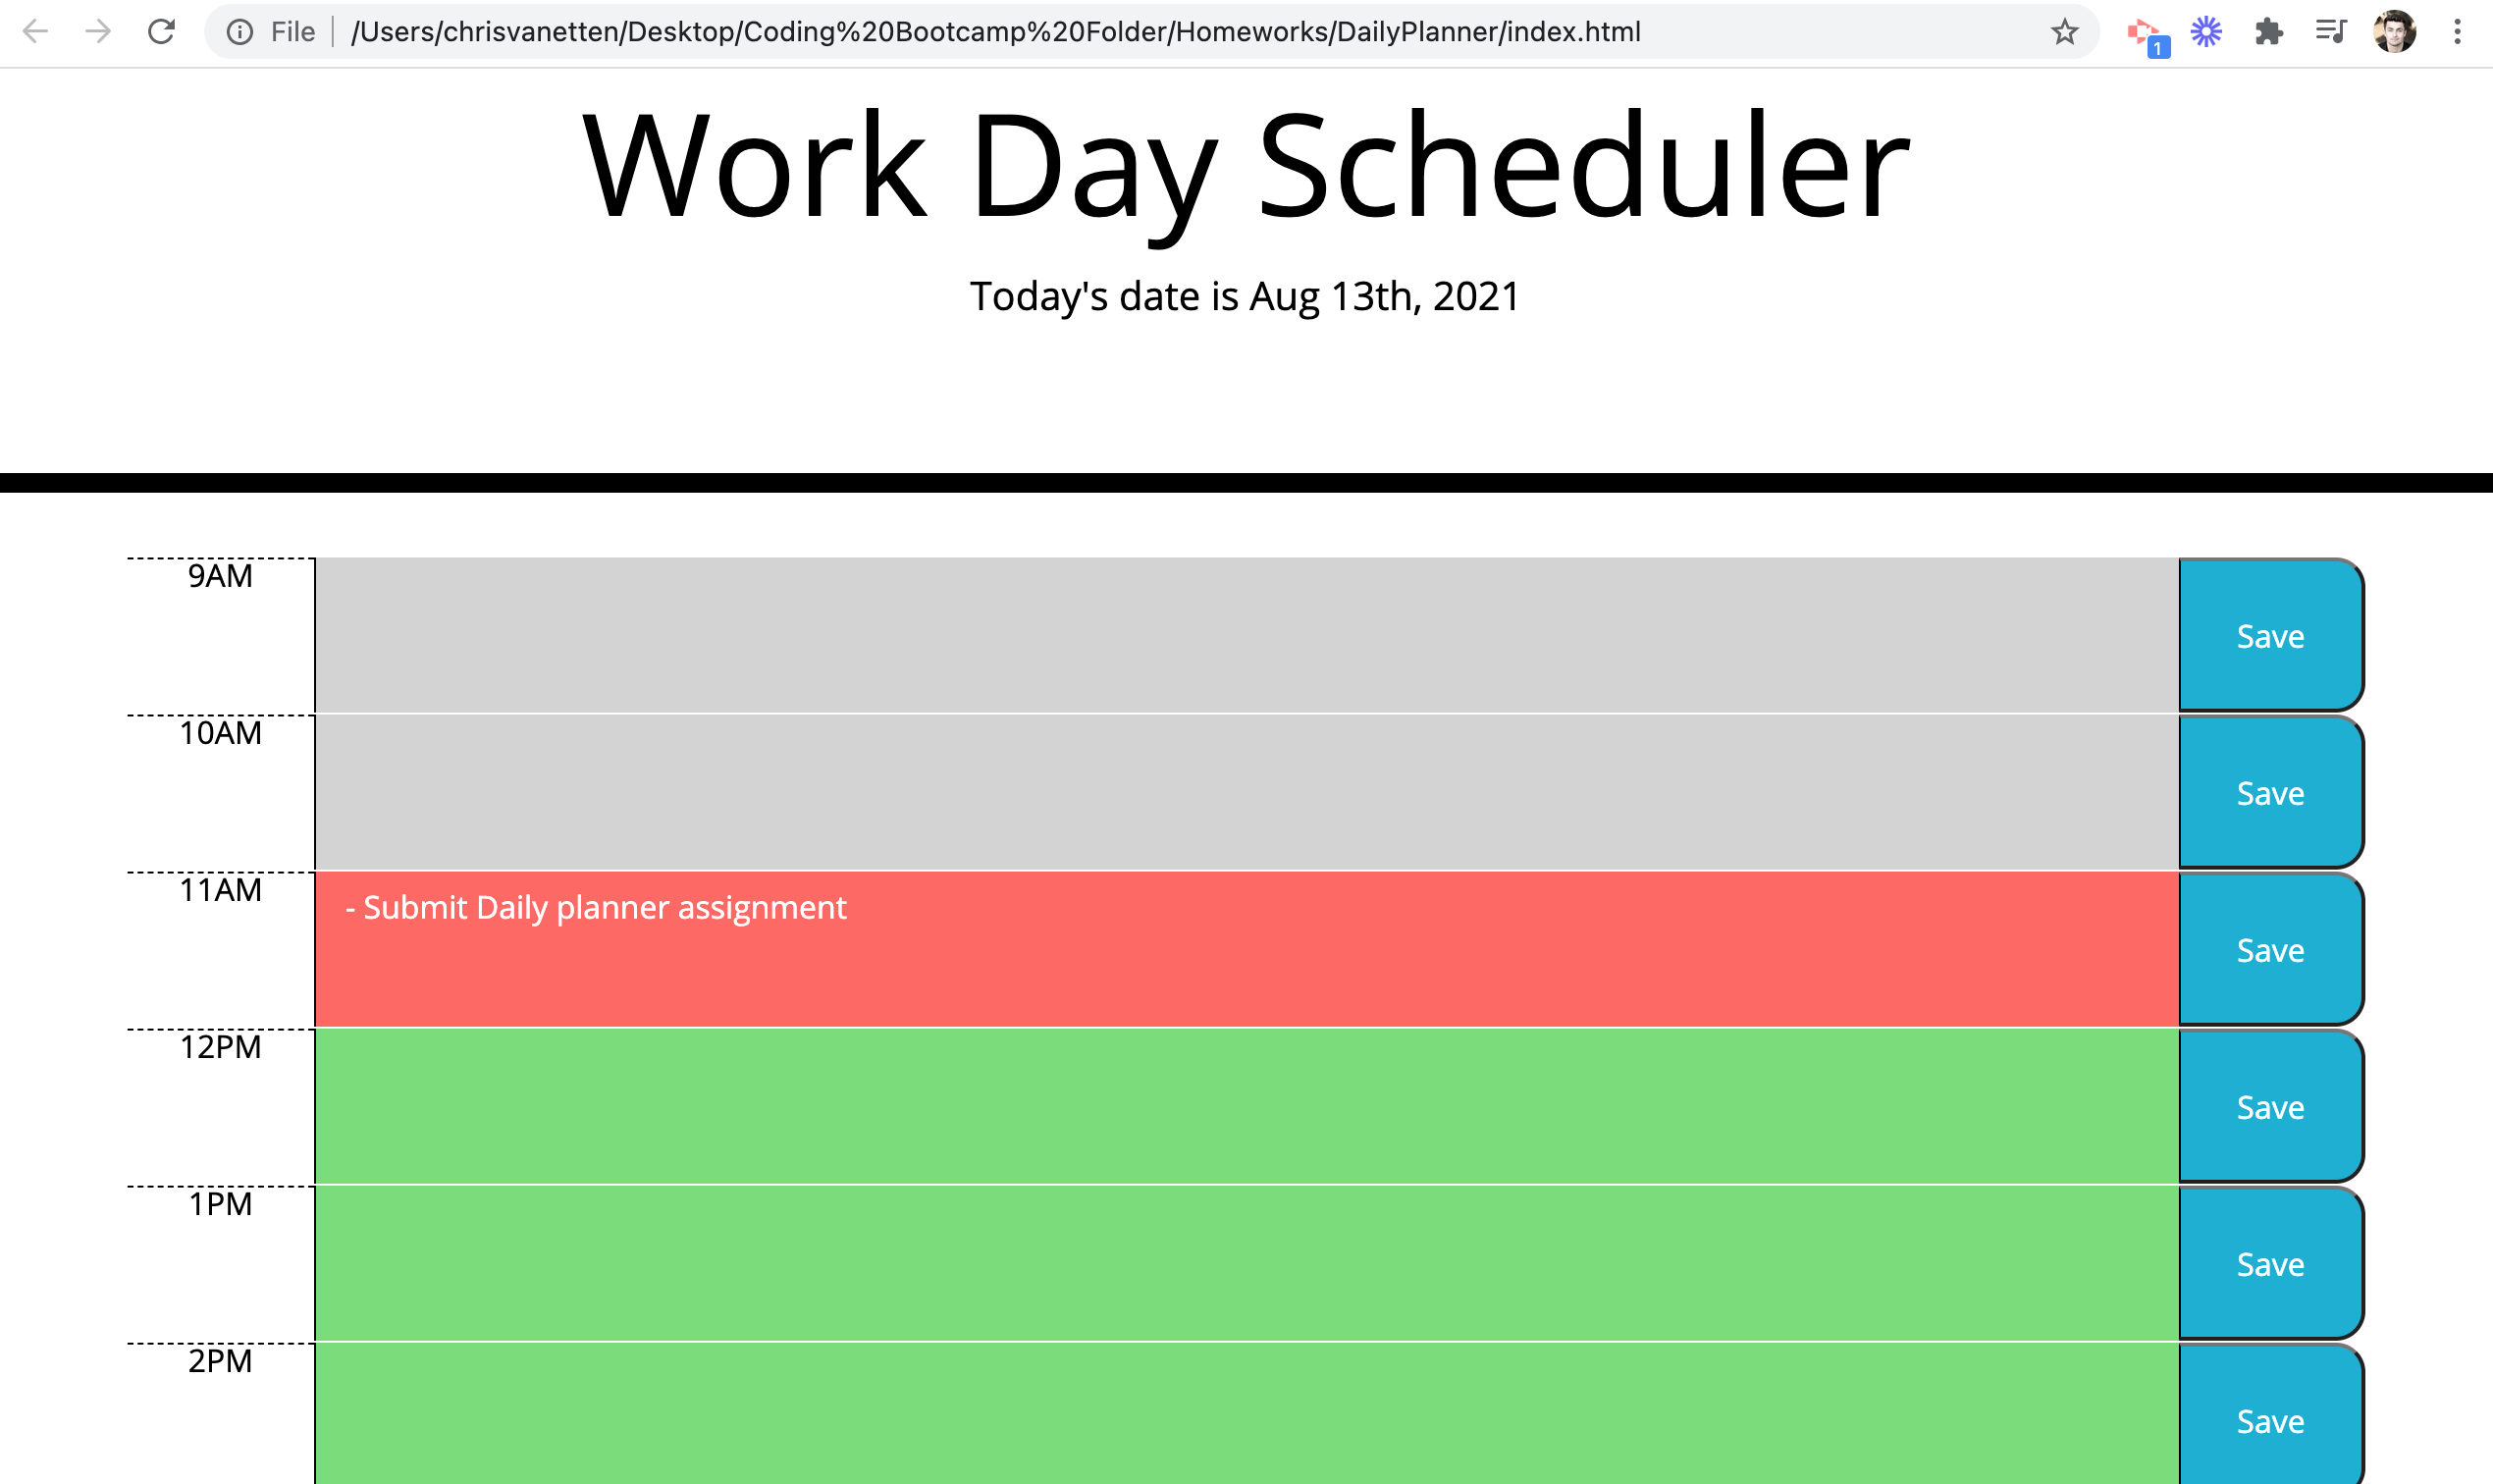 File /Users/chrisvanetten/Desktop/Coding%20Bootcamp%20Folder/Homeworks/DailyPlanner/index.html 1
Work Day Scheduler
Today's date is Aug 13th, 2021
9AM
Save
10AM
Save
11AM - Submit Daily planner assignment
Save
12PM
Save
1PM
Save
2PM
Save